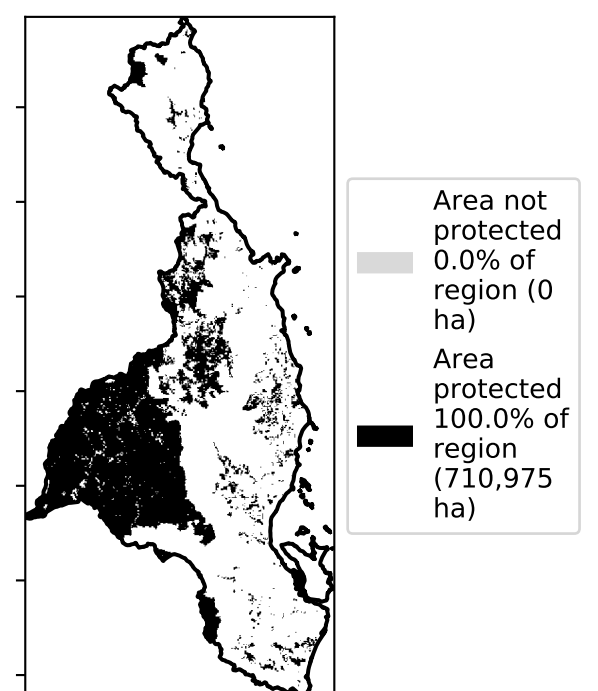 Area not
protected
0.0% of
region (0
ha)
Area
protected
100.0% of
region
(710,975
ha)